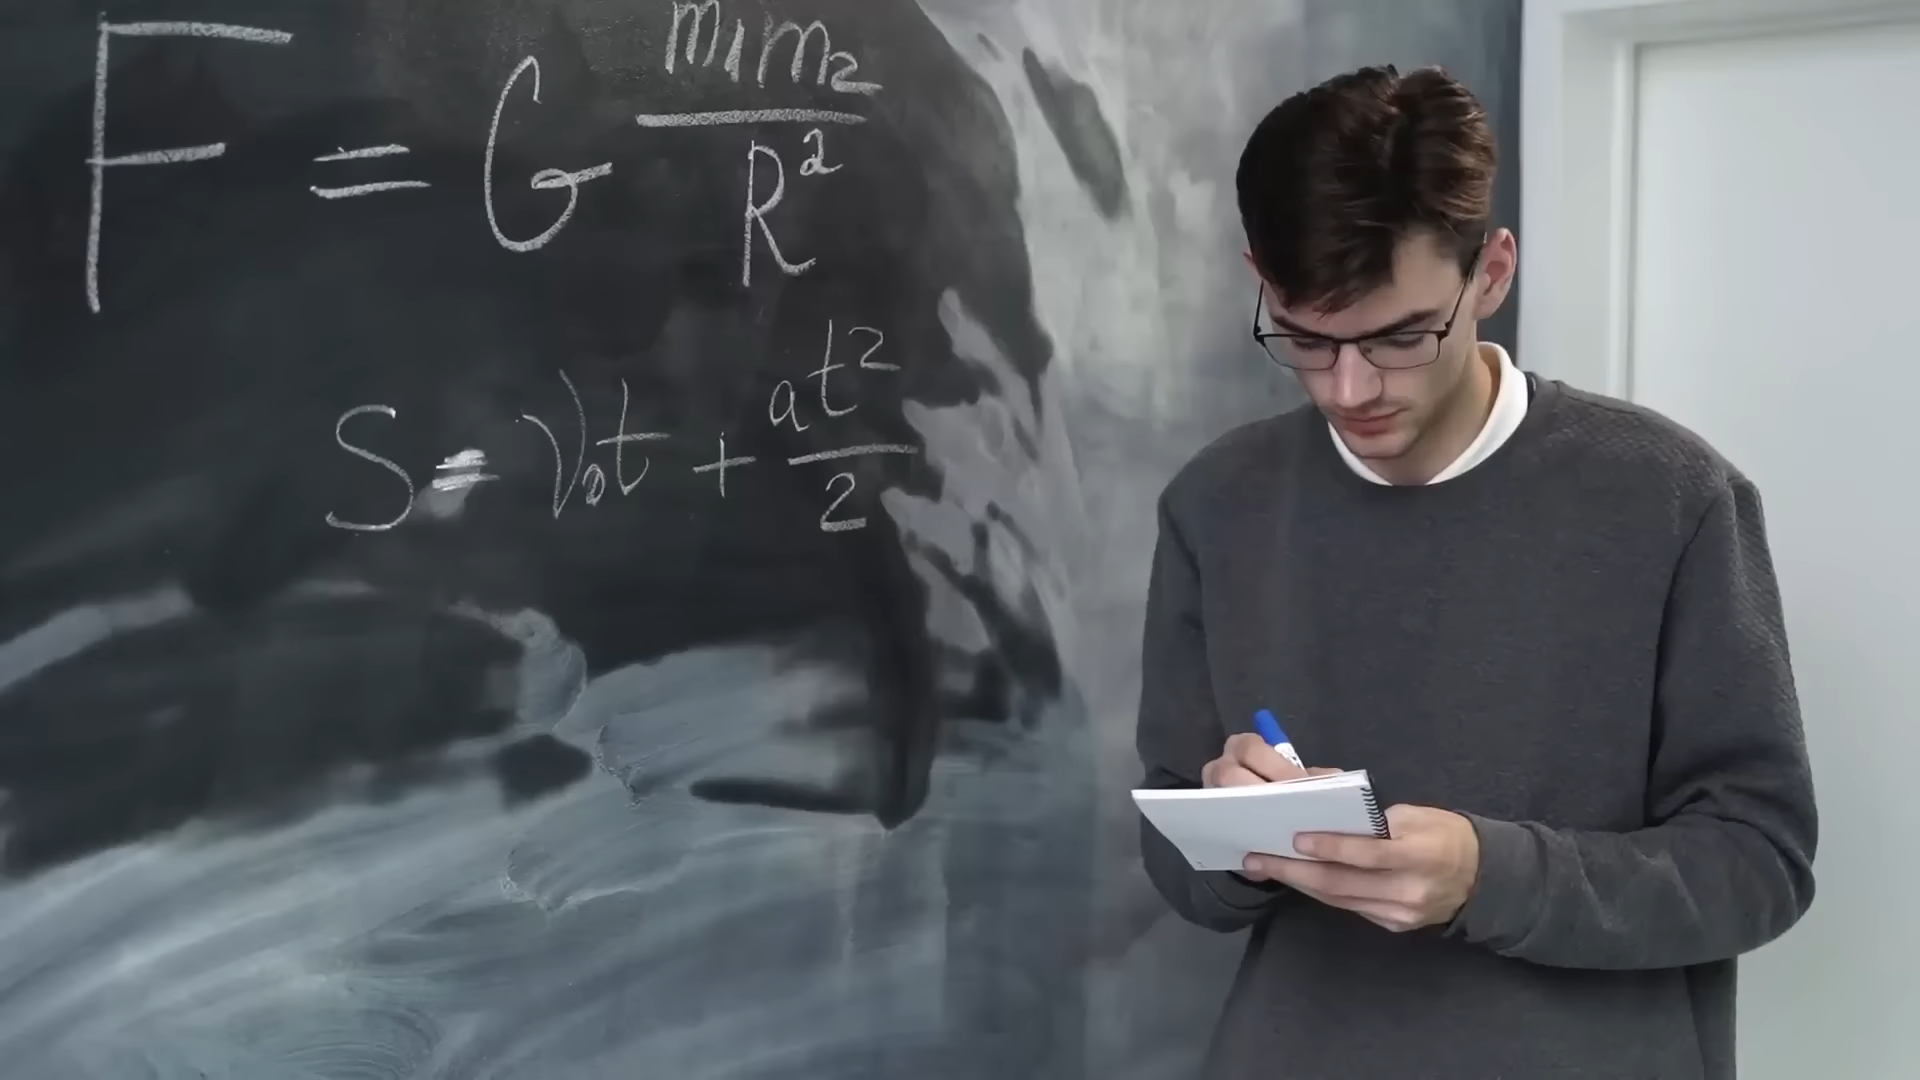 F = G m₁m₂/R²
S = V₀t + at²/2